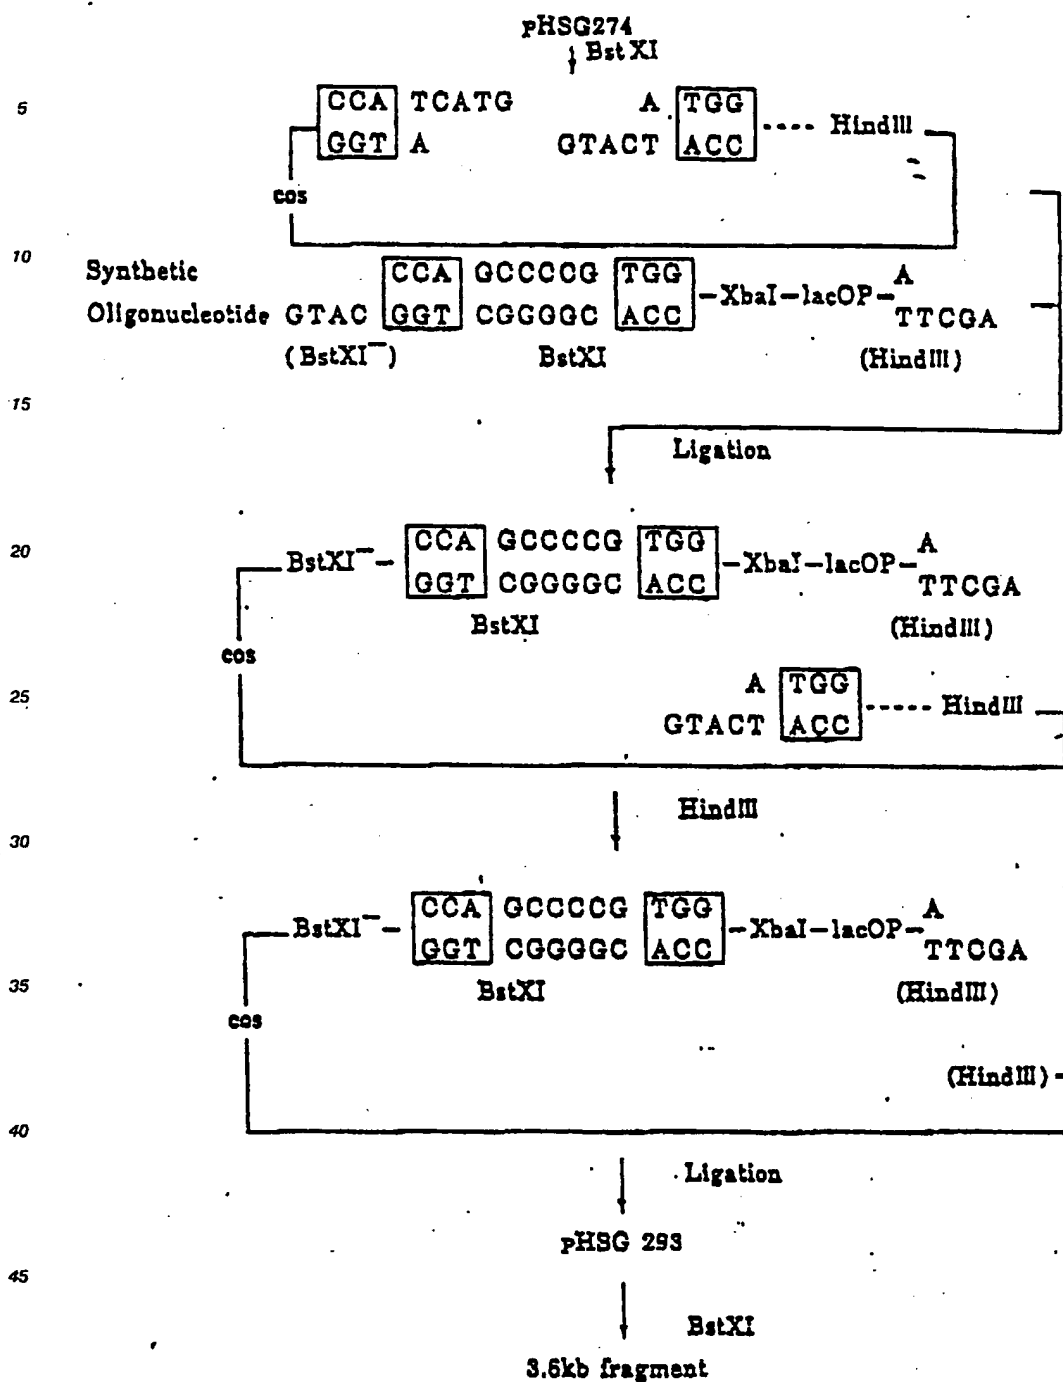 pHSG274
BstXI
5
CCA TCATG A TGG
GGT A GTACT ACC ---- HindIII
cos
10
Synthetic CCA GCCCCG TGG A
Oligonucleotide GTAC GGT CGGGGC ACC -XbaI-lacOP- TTCGA
(BstXI⁻) BstXI (HindIII)
15
Ligation
20
CCA GCCCCG TGG A
BstXI⁻- GGT CGGGGC ACC -XbaI-lacOP- TTCGA
BstXI (HindIII)
cos
25
A TGG
GTACT ACC ----- HindIII
HindIII
30
CCA GCCCCG TGG A
BstXI⁻- GGT CGGGGC ACC -XbaI-lacOP- TTCGA
35
BstXI (HindIII)
cos
(HindIII)-
40
Ligation
pHSG 293
45
BstXI
3.6kb fragment